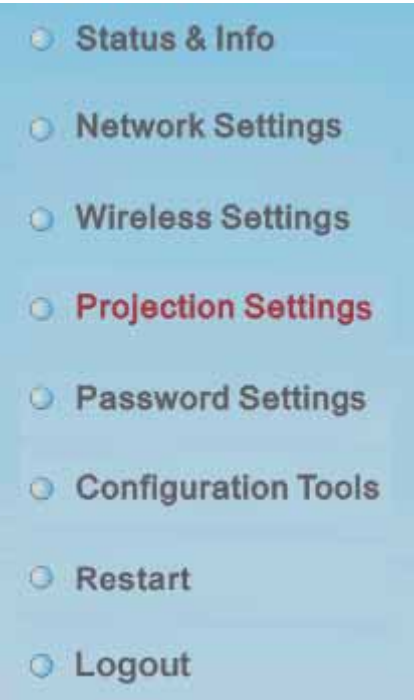 Status & Info
Network Settings
Wireless Settings
Projection Settings
Password Settings
Configuration Tools
Restart
Logout